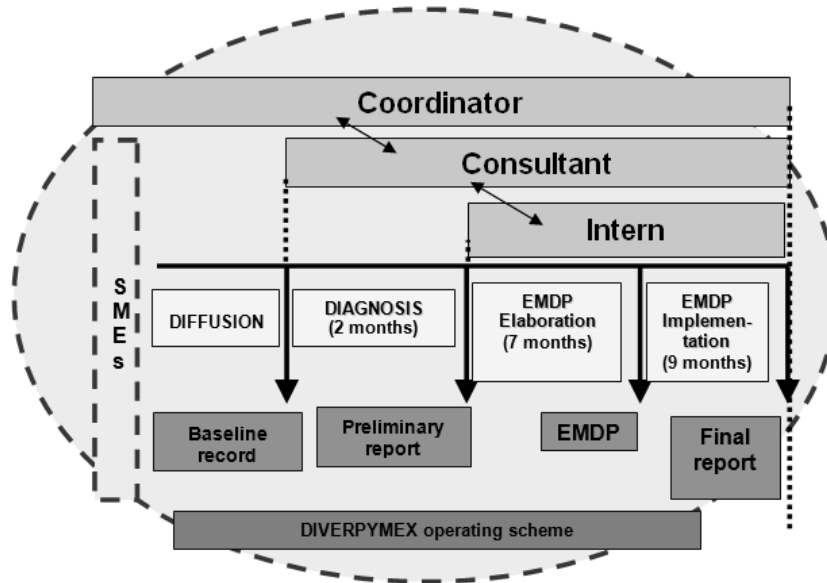 Coordinator
Consultant
Intern
S
M
E
s
DIFFUSION
DIAGNOSIS
(2 months)
EMDP
Elaboration
(7 months)
EMDP
Implemen-
tation
(9 months)
Baseline
record
Preliminary
report
EMDP
Final
report
DIVERPYMEX operating scheme